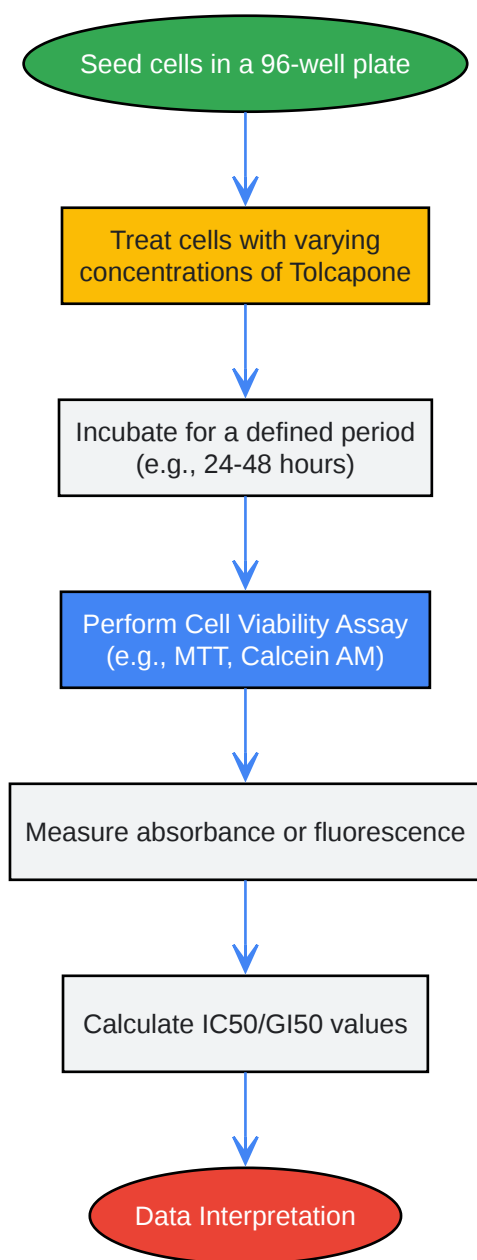 Seed cells in a 96-well plate
Treat cells with varying
concentrations of Tolcapone
Incubate for a defined period
(e.g., 24-48 hours)
Perform Cell Viability Assay
(e.g., MTT, Calcein AM)
Measure absorbance or fluorescence
Calculate IC50/GI50 values
Data Interpretation